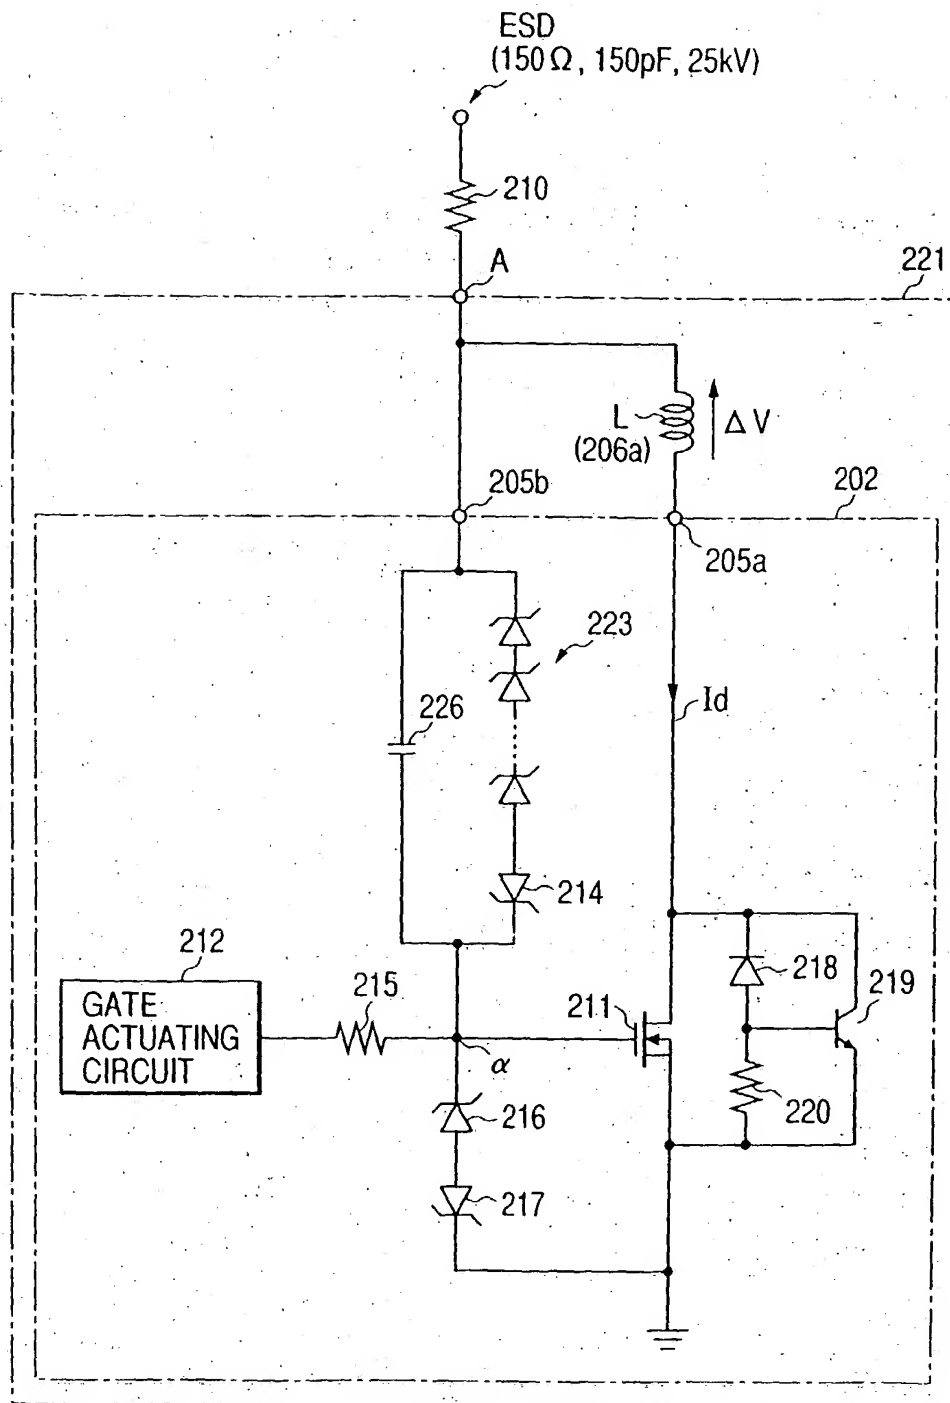 ESD
(150Ω, 150pF, 25kV)
210
A
221
L
(206a)
ΔV
205b
202
205a
223
Id
226
214
212
GATE
ACTUATING
CIRCUIT
215
211
218
219
α
216
220
217